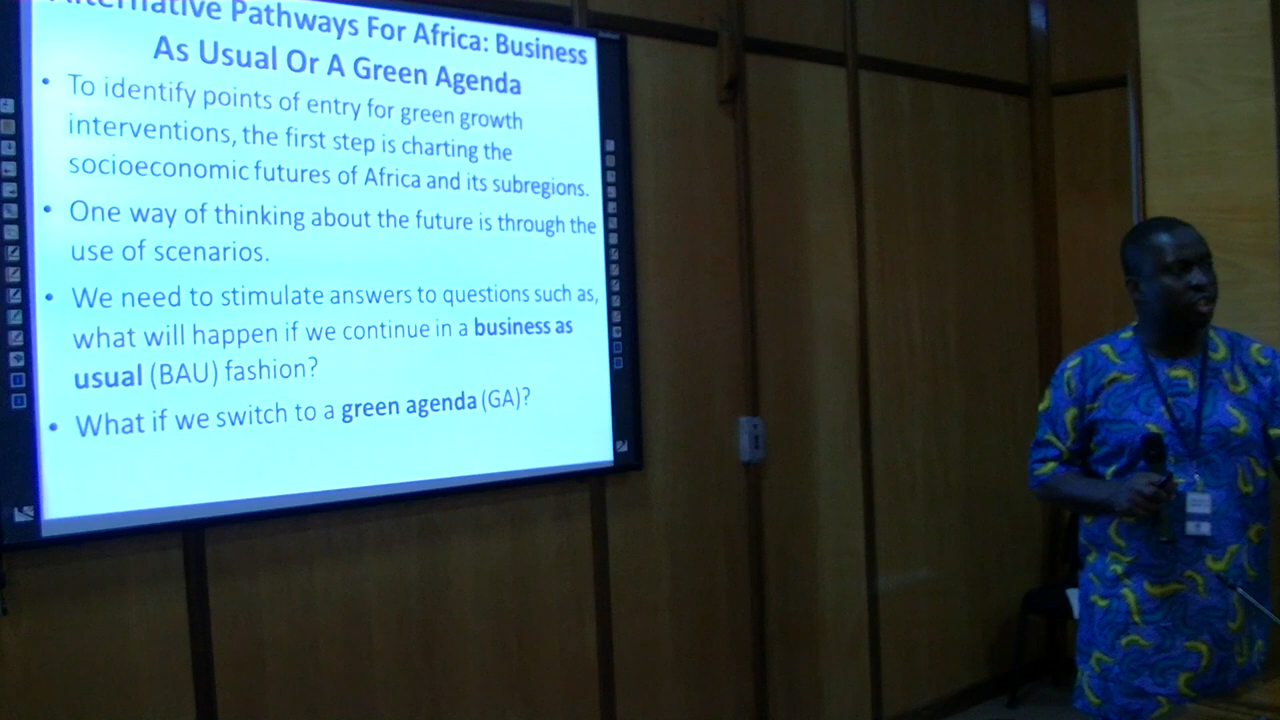 Alternative Pathways For Africa: Business
As Usual Or A Green Agenda
• To identify points of entry for green growth
interventions, the first step is charting the
socioeconomic futures of Africa and its subregions.
• One way of thinking about the future is through the
use of scenarios.
• We need to stimulate answers to questions such as,
what will happen if we continue in a business as
usual (BAU) fashion?
• What if we switch to a green agenda (GA)?